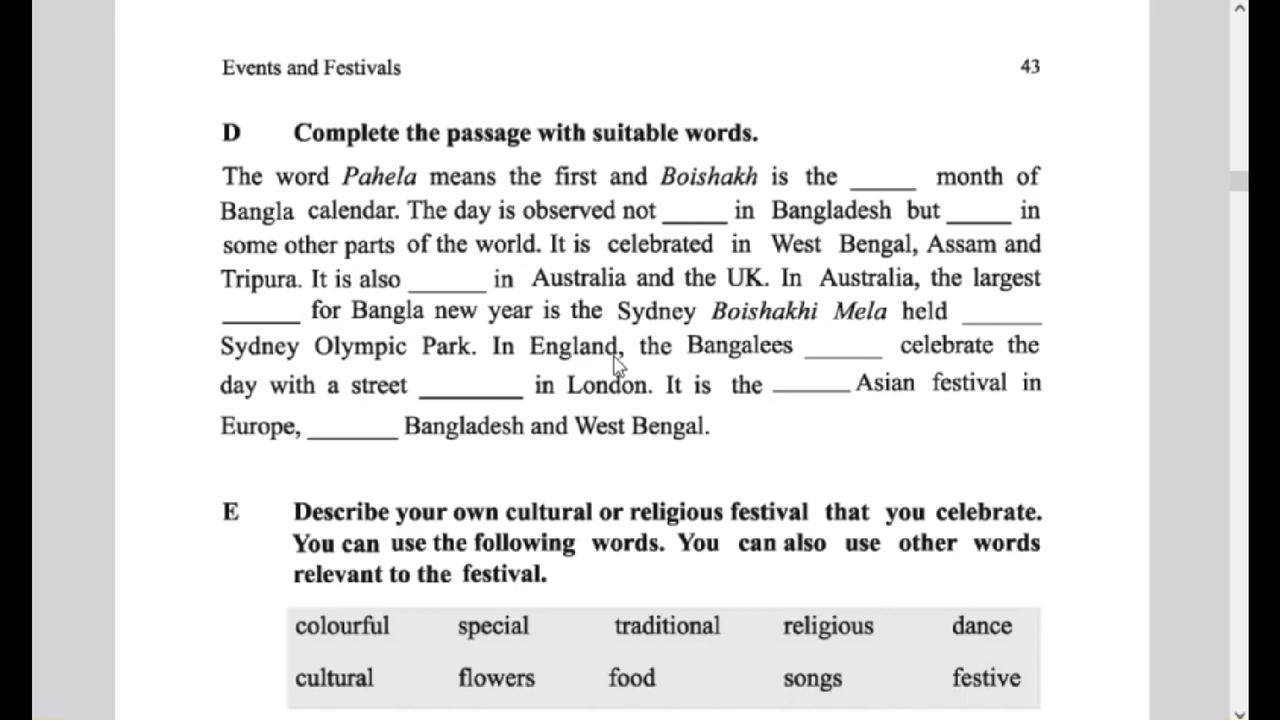 Events and Festivals 43
D Complete the passage with suitable words.
The word Pahela means the first and Boishakh is the _____ month of
Bangla calendar. The day is observed not _____ in Bangladesh but _____ in
some other parts of the world. It is celebrated in West Bengal, Assam and
Tripura. It is also ______ in Australia and the UK. In Australia, the largest
______ for Bangla new year is the Sydney Boishakhi Mela held ______
Sydney Olympic Park. In England, the Bangalees ______ celebrate the
day with a street ________ in London. It is the ______ Asian festival in
Europe, _______ Bangladesh and West Bengal.
E Describe your own cultural or religious festival that you celebrate.
You can use the following words. You can also use other words
relevant to the festival.
colourful special traditional religious dance
cultural flowers food songs festive